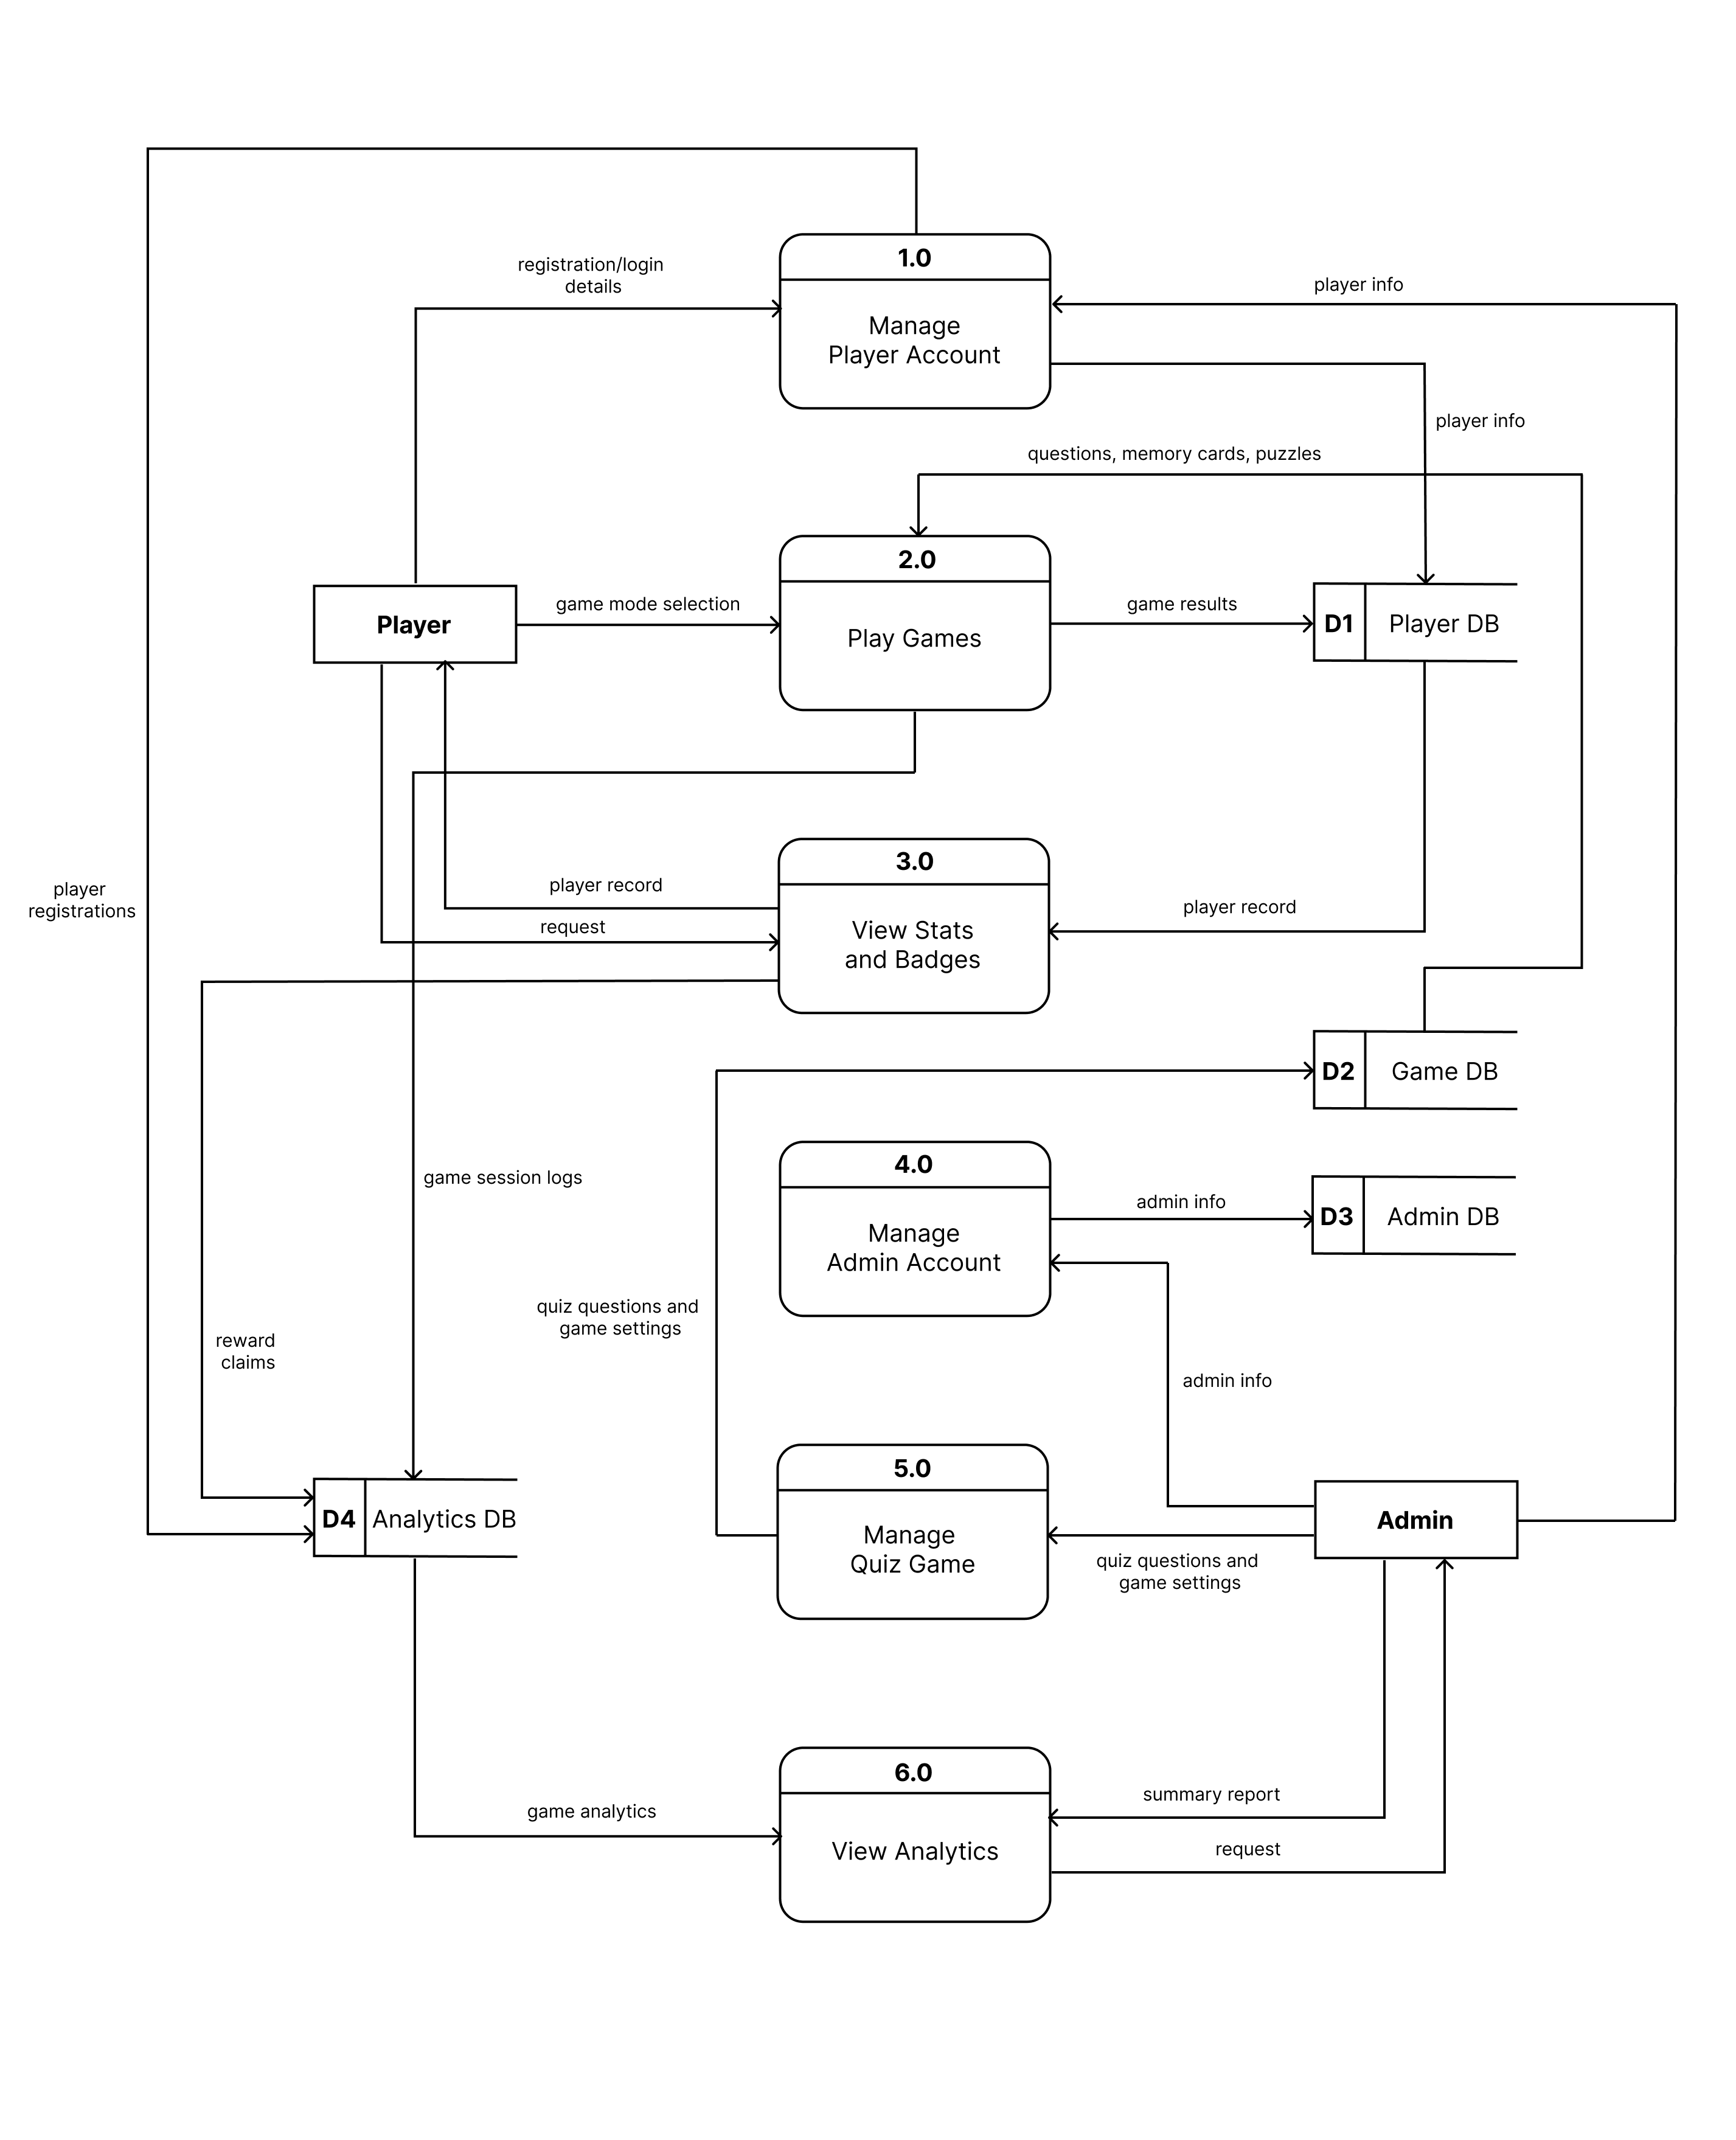 1.0
registration/login
details
player info
Manage
Player Account
player info
questions, memory cards, puzzles
2.0
Player
game mode selection
Play Games
game results
D1
Player DB
3.0
player record
player
registrations
request
View Stats
and Badges
player record
D2
Game DB
4.0
game session logs
admin info
D3
Admin DB
Manage
Admin Account
quiz questions and
game settings
reward
claims
admin info
5.0
D4
Analytics DB
Manage
Quiz Game
Admin
quiz questions and
game settings
6.0
summary report
game analytics
View Analytics
request